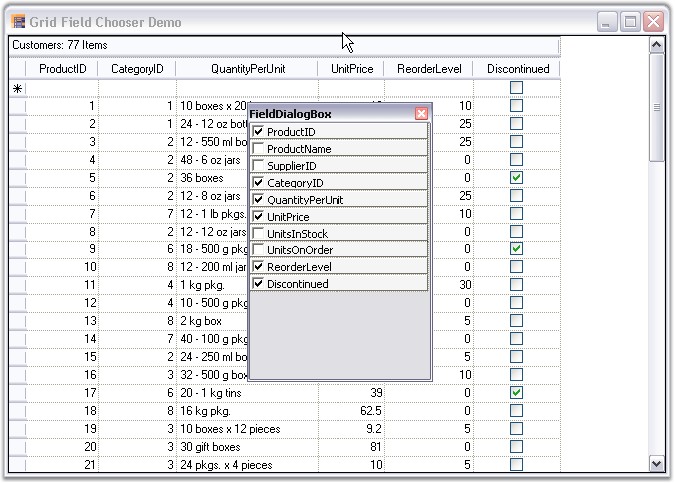 Grid Field Chooser Demo
Customers: 77 Items
ProductID CategoryID QuantityPerUnit UnitPrice ReorderLevel Discontinued
1 1 10 boxes x 20 10
FieldDialogBox
ProductID
ProductName
SupplierID
CategoryID
QuantityPerUnit
UnitPrice
UnitsInStock
UnitsOnOrder
ReorderLevel
Discontinued
2 1 24 - 12 oz bott 25
3 2 12 - 550 ml bo 25
4 2 48 - 6 oz jars 0
5 2 36 boxes 0
6 2 12 - 8 oz jars 25
7 7 12 - 1 lb pkgs. 10
8 2 12 - 12 oz jars 0
9 6 18 - 500 g pkg 0
10 8 12 - 200 ml jar 0
11 4 1 kg pkg. 30
12 4 10 - 500 g pkg 0
13 8 2 kg box 5
14 7 40 - 100 g pkg 0
15 2 24 - 250 ml bo 5
16 3 32 - 500 g box 10
17 6 20 - 1 kg tins 39 0
18 8 16 kg pkg. 62.5 0
19 3 10 boxes x 12 pieces 9.2 5
20 3 30 gift boxes 81 0
21 3 24 pkgs. x 4 pieces 10 5